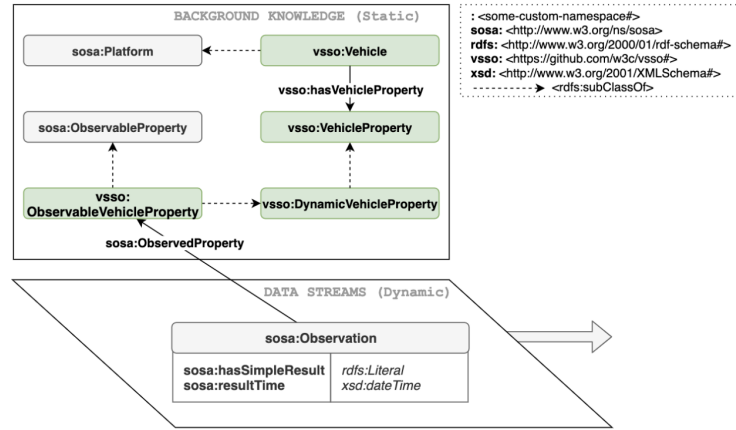 BACKGROUND KNOWLEDGE (Static)
sosa:Platform
vsso:Vehicle
vsso:hasVehicleProperty
sosa:ObservableProperty
vsso:VehicleProperty
vsso:
ObservableVehicleProperty
vsso:DynamicVehicleProperty
sosa:ObservedProperty
: <some-custom-namespace#>
sosa: <http://www.w3.org/ns/sosa>
rdfs: <http://www.w3.org/2000/01/rdf-schema#>
vsso: <https://github.com/w3c/vsso#>
xsd: <http://www.w3.org/2001/XMLSchema#>
<rdfs:subClassOf>
DATA STREAMS (Dynamic)
sosa:Observation
sosa:hasSimpleResult rdfs:Literal
sosa:resultTime xsd:dateTime